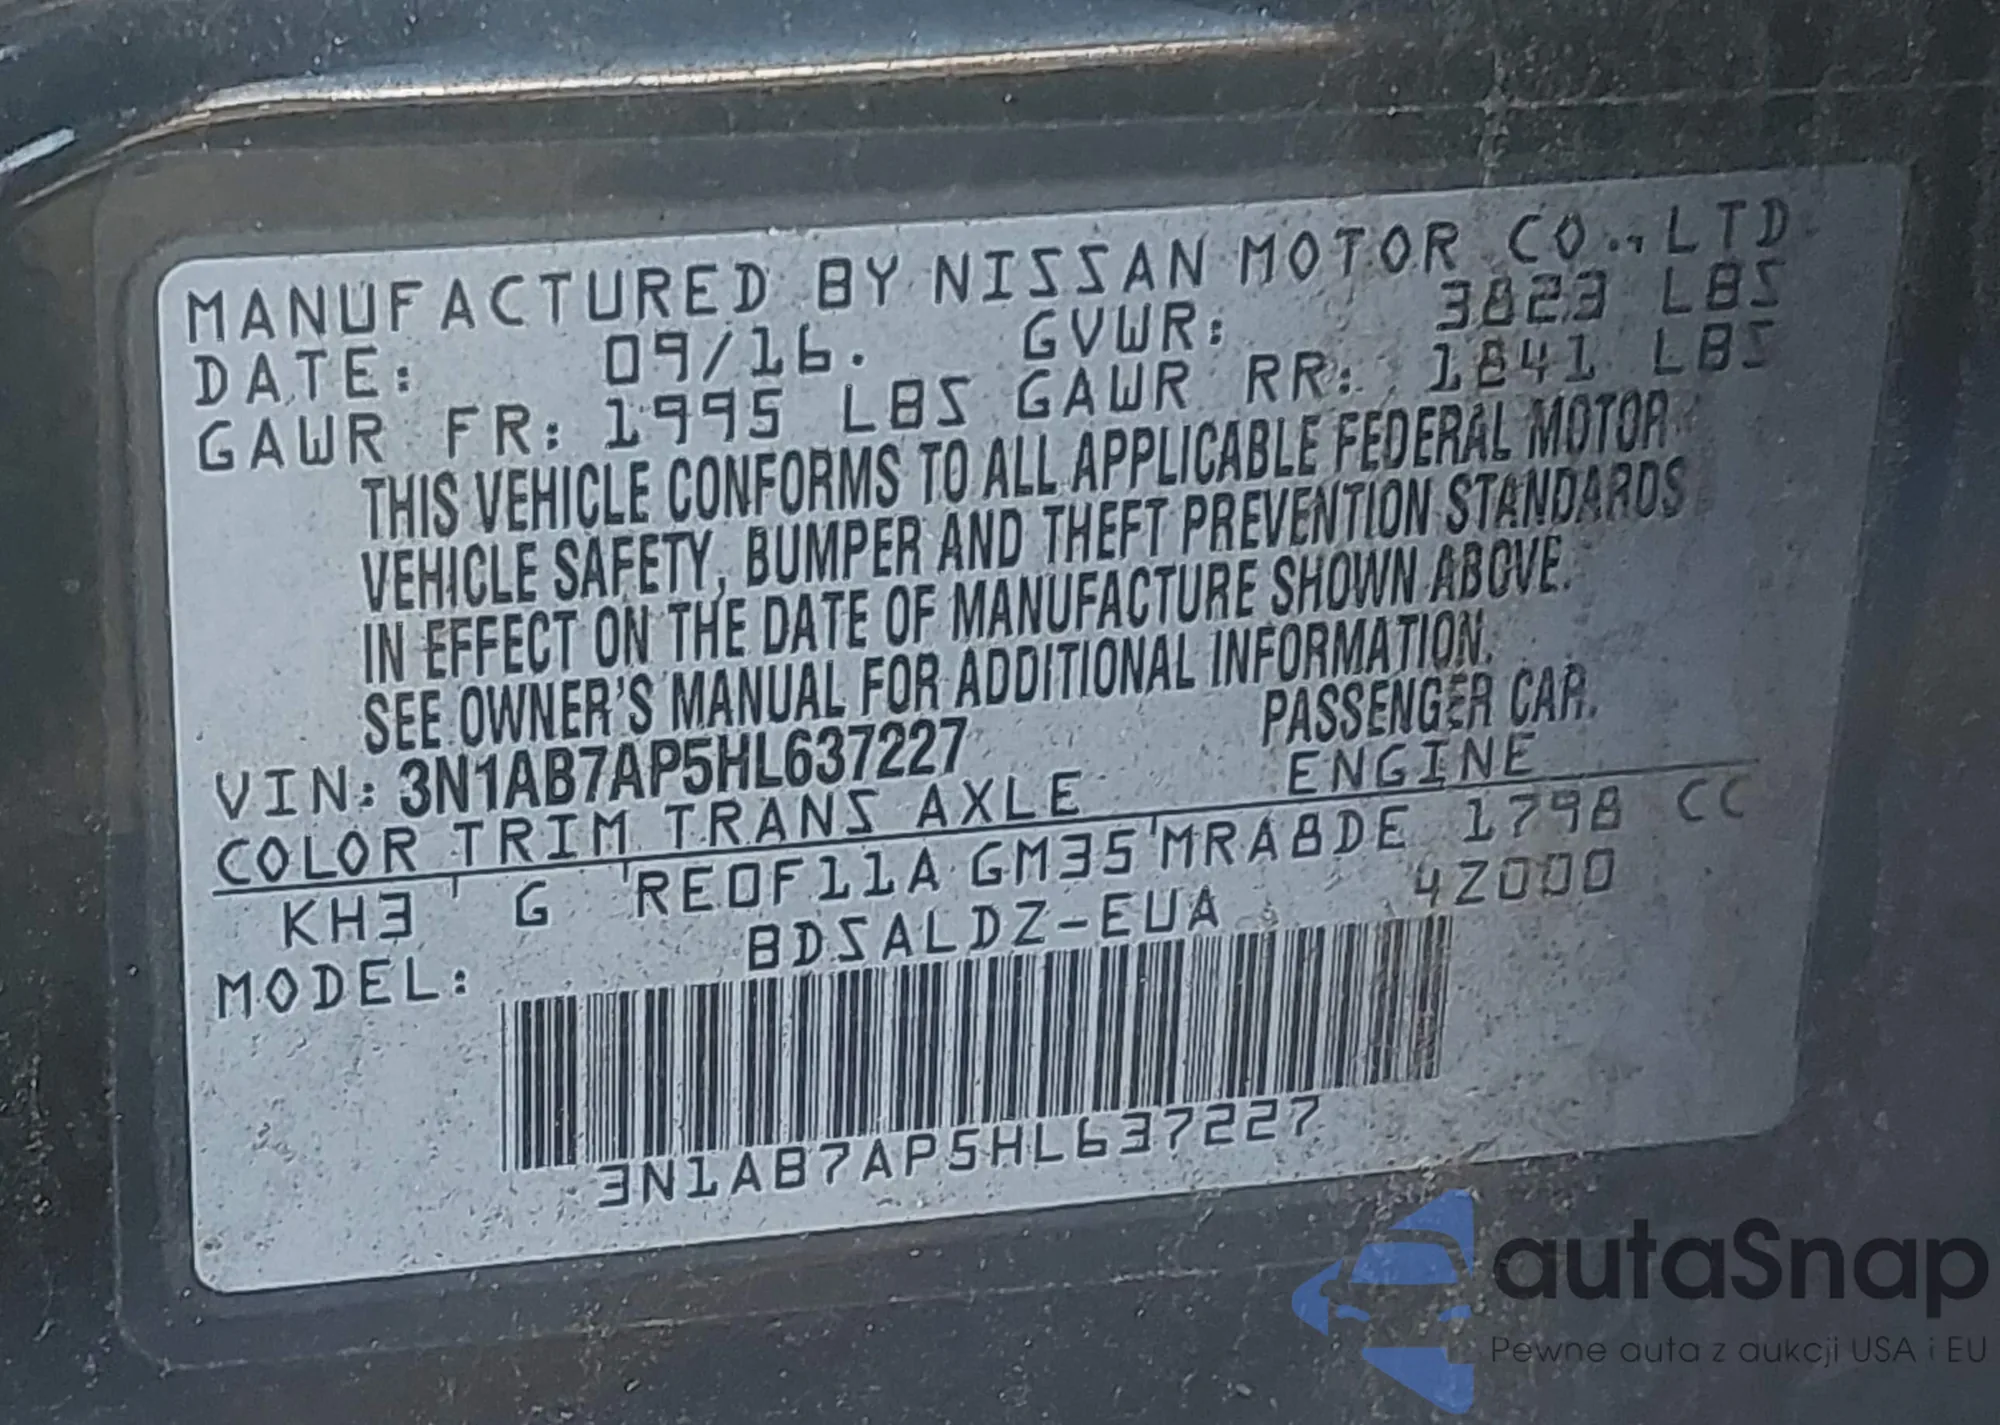 MANUFACTURED BY NISSAN MOTOR CO., LTD
DATE: 09/16. GVWR: 3823 LBS
GAWR FR: 1995 LBS GAWR RR: 1841 LBS
THIS VEHICLE CONFORMS TO ALL APPLICABLE FEDERAL MOTOR
VEHICLE SAFETY, BUMPER AND THEFT PREVENTION STANDARDS
IN EFFECT ON THE DATE OF MANUFACTURE SHOWN ABOVE.
SEE OWNER'S MANUAL FOR ADDITIONAL INFORMATION.
VIN: 3N1AB7AP5HL637227 PASSENGER CAR.
COLOR TRIM TRANS AXLE ENGINE
KH3 G RE0F11A GM35 MRA8DE 1798 CC
MODEL: BDSALDZ-EUA 4Z000
3N1AB7AP5HL637227
autaSnap
Pewne auta z aukcji USA i EU